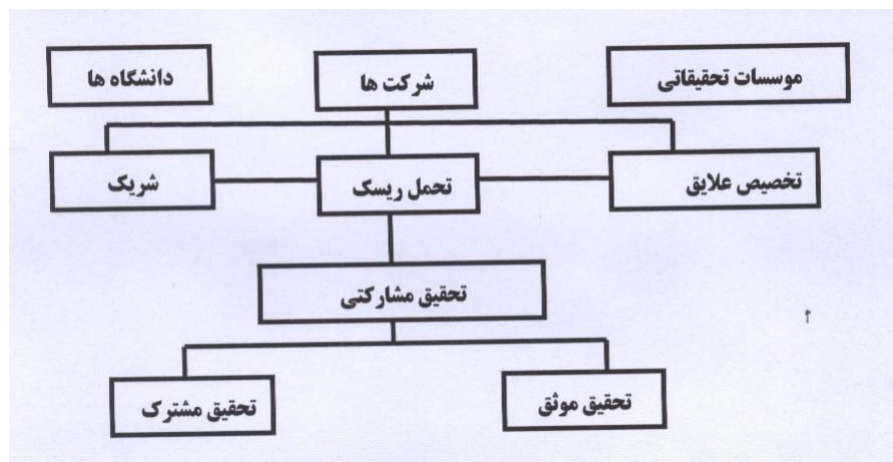 موسسات تحقیقاتی
شرکت ها
دانشگاه ها
تخصیص علایق
تحمل ریسک
شریک
تحقیق مشارکتی
تحقیق موثق
تحقیق مشترک